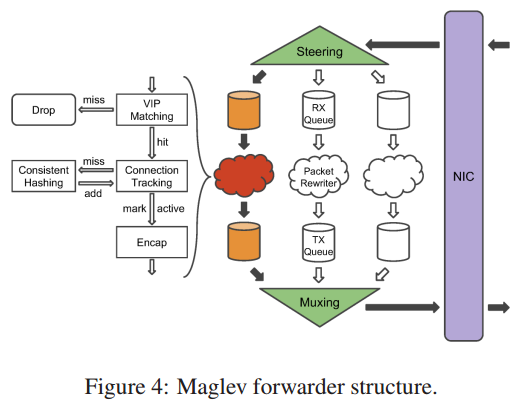 Steering
miss
VIP
Matching
Drop
RX
Queue
hit
NIC
miss
Consistent
Hashing
Connection
Tracking
add
Packet
Rewriter
mark
active
Encap
TX
Queue
Muxing
Figure 4: Maglev forwarder structure.